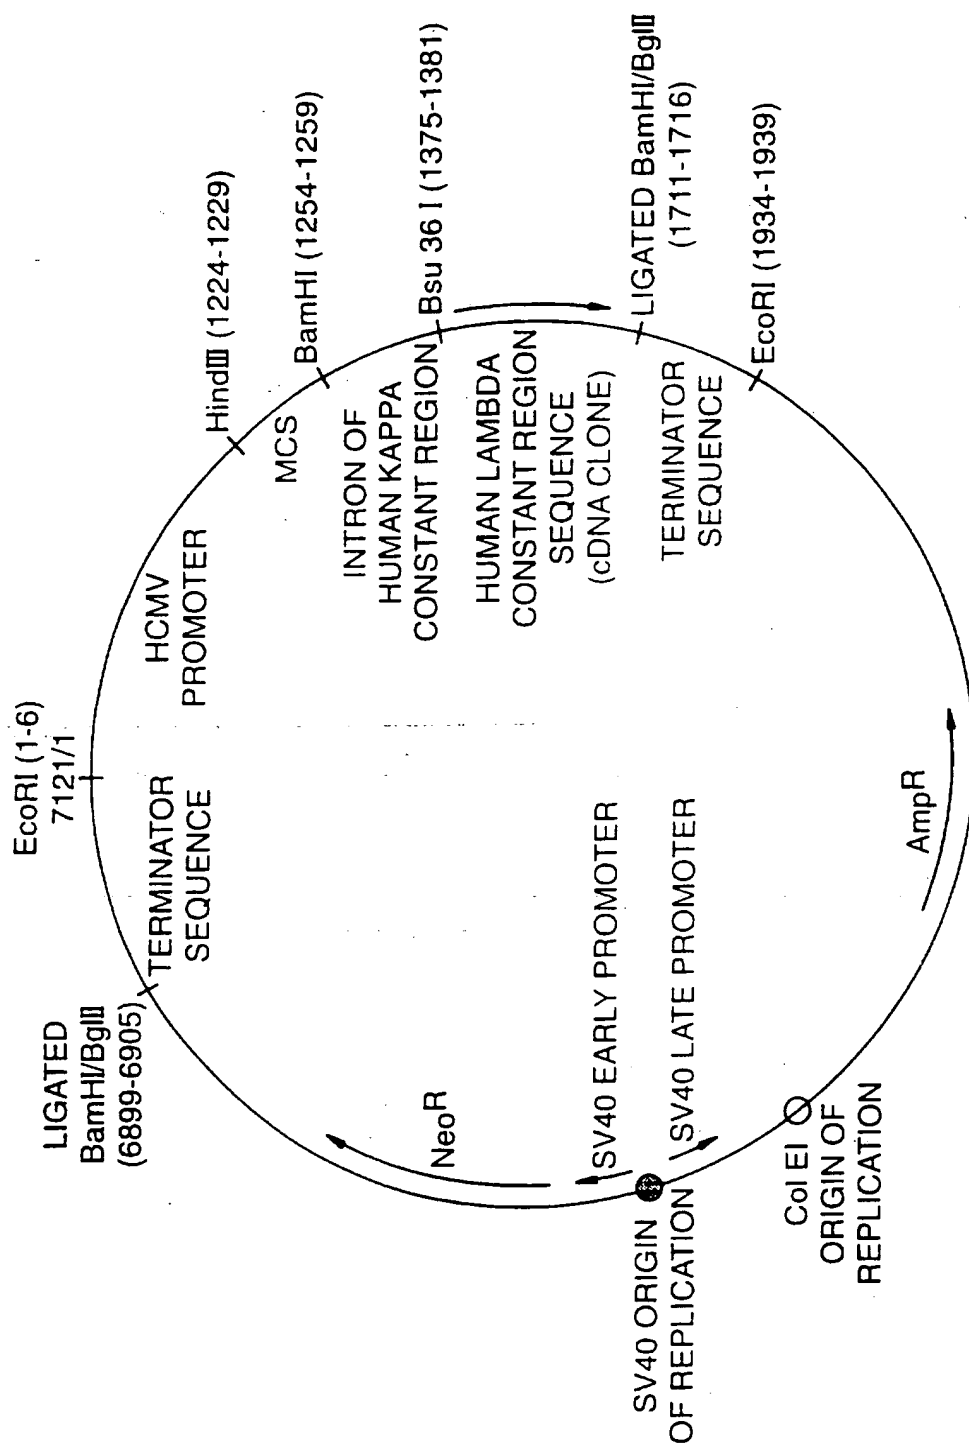 EcoRI (1-6)
7121/1
HindⅢ (1224-1229)
BamHI (1254-1259)
Bsu 36 I (1375-1381)
LIGATED BamHI/BglⅡ
(1711-1716)
EcoRI (1934-1939)
HCMV
PROMOTER
MCS
INTRON OF
HUMAN KAPPA
CONSTANT REGION
HUMAN LAMBDA
CONSTANT REGION
SEQUENCE
(cDNA CLONE)
TERMINATOR
SEQUENCE
AmpR
Col EI
ORIGIN OF
REPLICATION
SV40 LATE PROMOTER
SV40 EARLY PROMOTER
SV40 ORIGIN
OF REPLICATION
NeoR
LIGATED
BamHI/BglⅡ
(6899-6905)
TERMINATOR
SEQUENCE